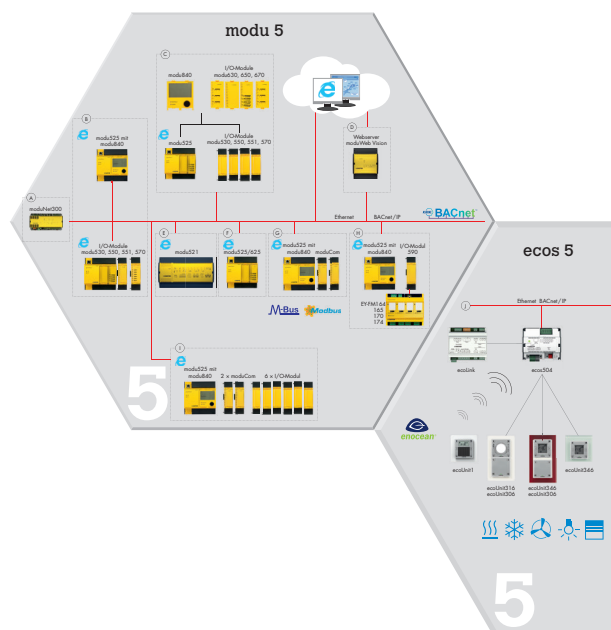 modu 5
C
modu840
I/O-Module
modu630, 650, 670
modu525
I/O-Module
modu530, 550, 551, 570
B
modu525 mit
modu840
D
Webserver
moduWeb Vision
A
moduNet300
Ethernet
BACnet/IP
BACnet
I/O-Module
modu530, 550, 551, 570
E
modu521
F
modu525/625
G
modu525 mit
modu840
moduCom
H
modu525 mit
modu840
I/O-Modul
590
EY-FM164
165
170
174
M-Bus
Modbus
I
modu525 mit
modu840
2 x moduCom
6 x I/O-Modul
5
ecos 5
J
Ethernet BACnet/IP
ecoLink
ecos504
enocean
ecoUnit1
ecoUnit316
ecoUnit306
ecoUnit346
ecoUnit306
ecoUnit346
5